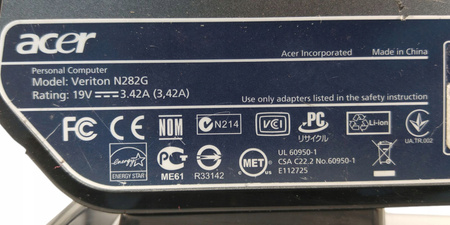 acer
Acer Incorporated Made in China
Personal Computer
Model: Veriton N282G
Rating: 19V 3.42A (3,42A)
Use only adapters listed in the safety instruction
FC CE NOM N214 VCI PC Li-ion
リサイクル
UA.TR.002
energy
ENERGY STAR
ME61
R33142
MET
UL 60950-1
CSA C22.2 No.60950-1
E112725